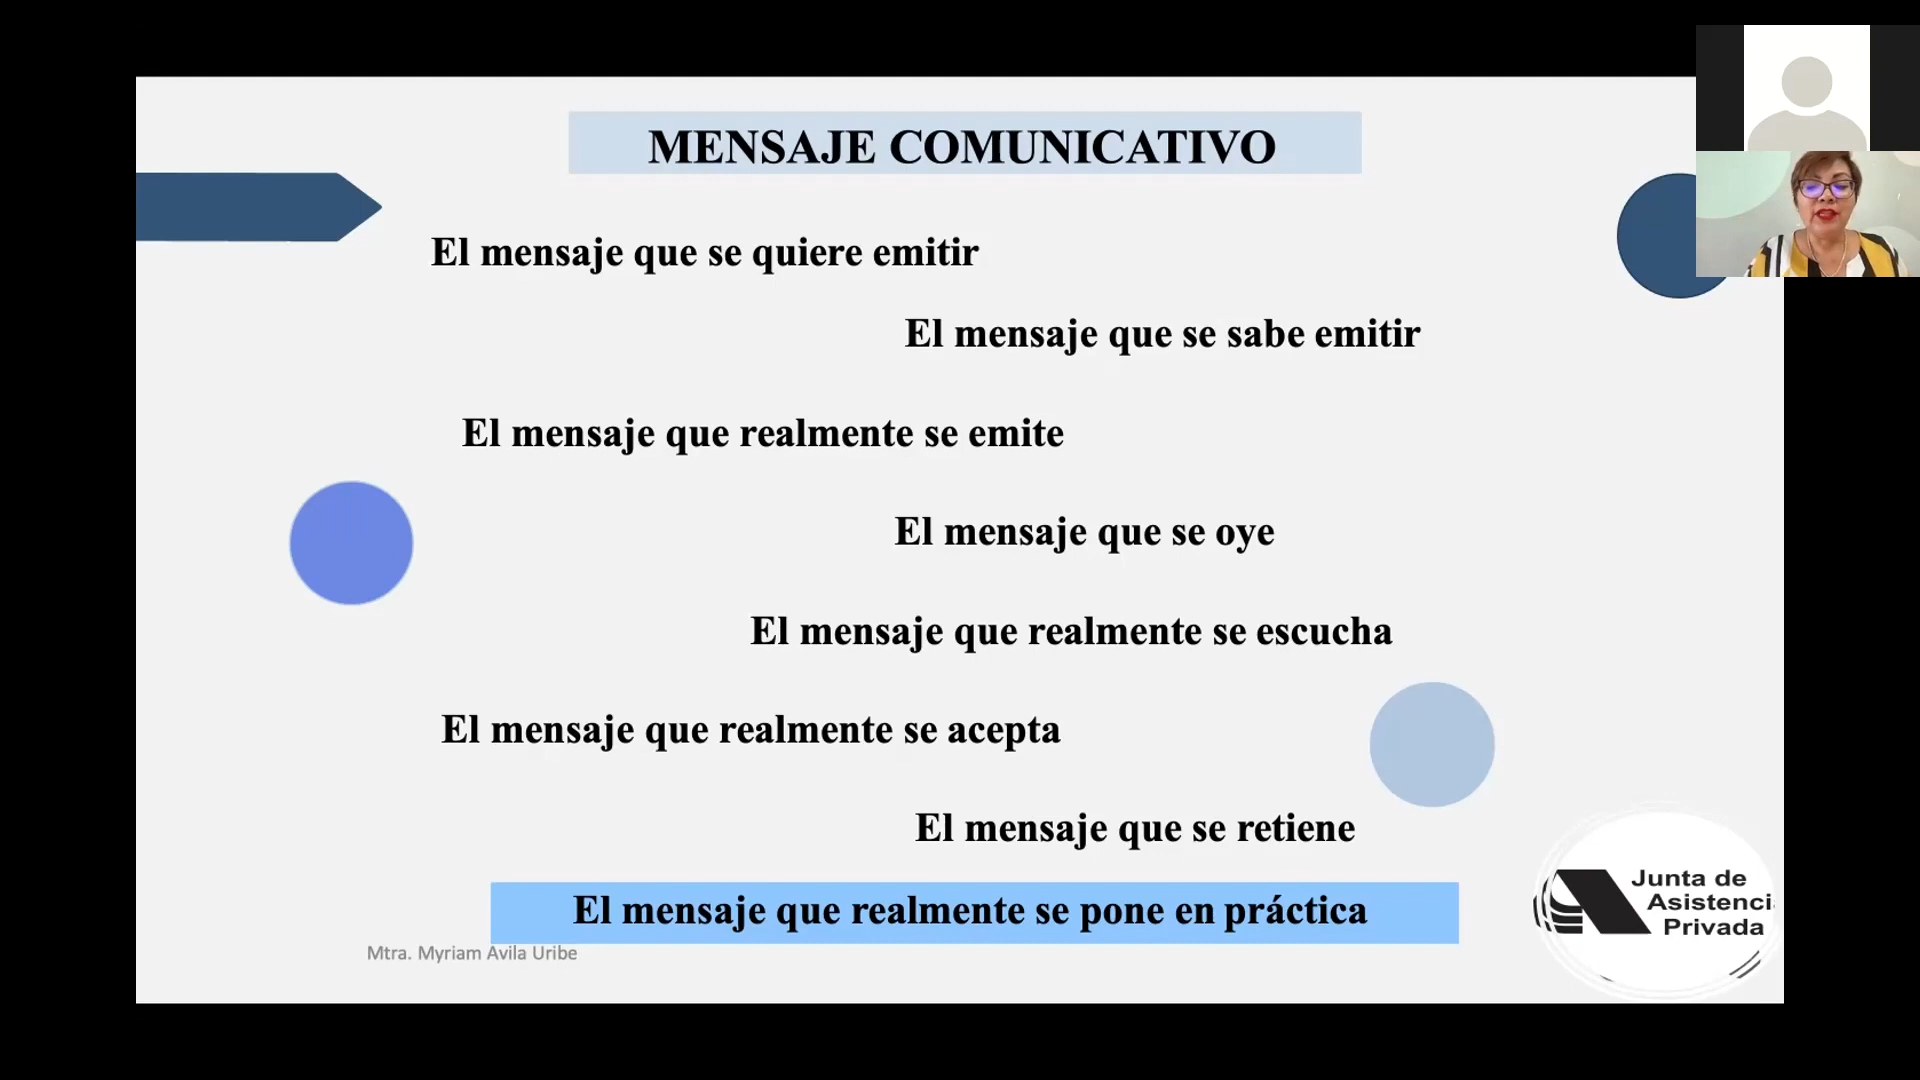 MENSAJE COMUNICATIVO
El mensaje que se quiere emitir
El mensaje que se sabe emitir
El mensaje que realmente se emite
El mensaje que se oye
El mensaje que realmente se escucha
El mensaje que realmente se acepta
El mensaje que se retiene
El mensaje que realmente se pone en práctica
Mtra. Myriam Avila Uribe
Junta de
Asistenci
Privada